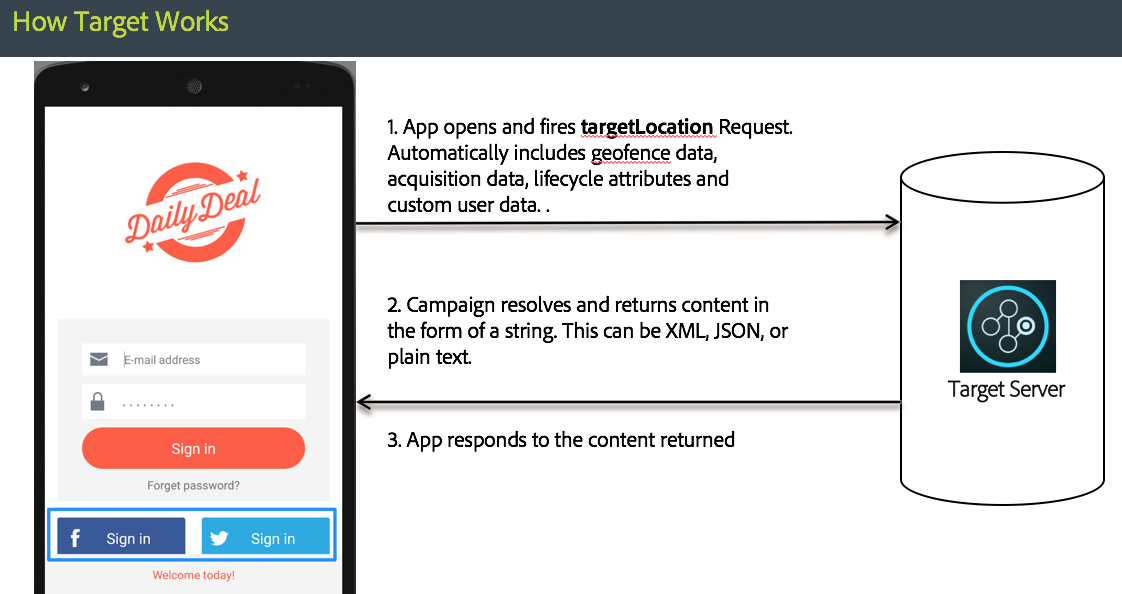 How Target Works
1. App opens and fires targetLocation Request.
Automatically includes geofence data,
acquisition data, lifecycle attributes and
custom user data. .
2. Campaign resolves and returns content in
the form of a string. This can be XML, JSON, or
plain text.
3. App responds to the content returned
Target Server
Daily Deal
E-mail address
........
Sign in
Forget password?
f Sign in
Sign in
Welcome today!